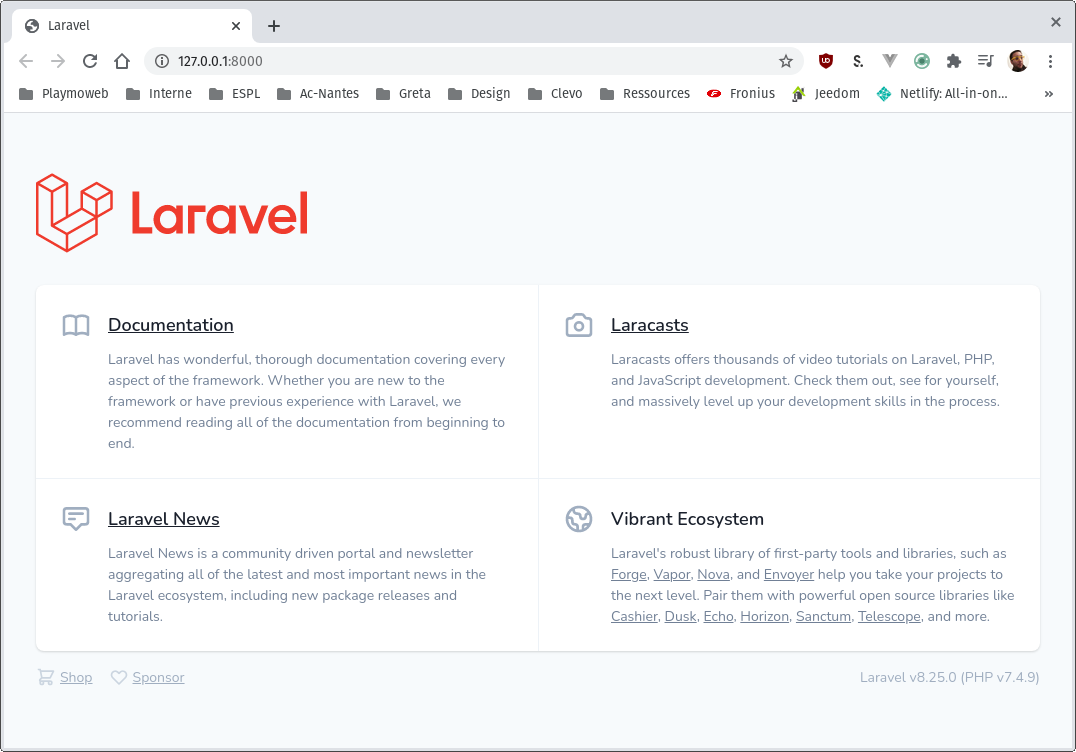 Laravel
127.0.0.1:8000
S.
Playmoweb Interne ESPL Ac-Nantes Greta Design Clevo Ressources Fronius Jeedom Netlify: All-in-on... »
Laravel
Documentation
Laravel has wonderful, thorough documentation covering every
aspect of the framework. Whether you are new to the
framework or have previous experience with Laravel, we
recommend reading all of the documentation from beginning to
end.
Laracasts
Laracasts offers thousands of video tutorials on Laravel, PHP,
and JavaScript development. Check them out, see for yourself,
and massively level up your development skills in the process.
Laravel News
Laravel News is a community driven portal and newsletter
aggregating all of the latest and most important news in the
Laravel ecosystem, including new package releases and
tutorials.
Vibrant Ecosystem
Laravel's robust library of first-party tools and libraries, such as
Forge, Vapor, Nova, and Envoyer help you take your projects to
the next level. Pair them with powerful open source libraries like
Cashier, Dusk, Echo, Horizon, Sanctum, Telescope, and more.
Shop Sponsor
Laravel v8.25.0 (PHP v7.4.9)